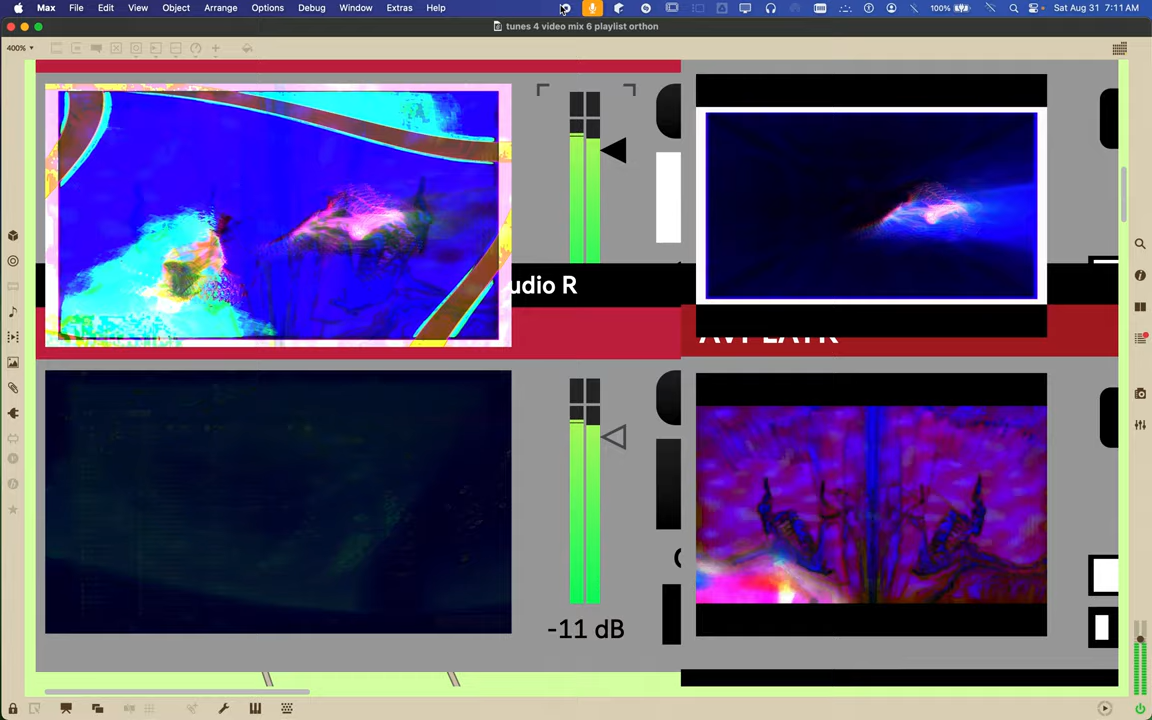 Max File Edit View Object Arrange Options Debug Window Extras Help 100% Sat Aug 31 7:11 AM
tunes 4 video mix 6 playlist orthon
400%
udio R
-11 dB